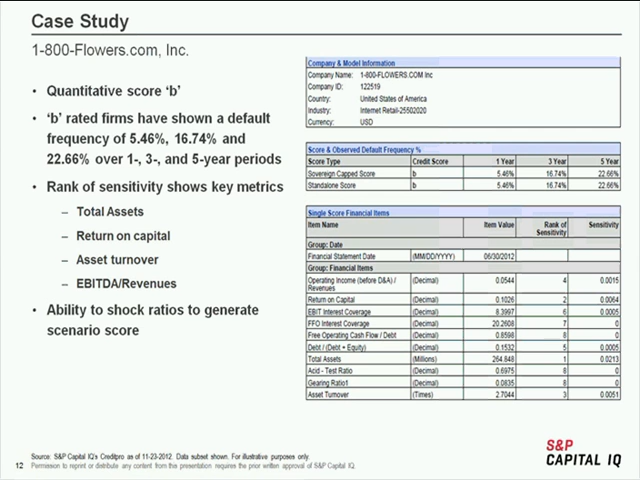 Case Study
1-800-Flowers.com, Inc.
• Quantitative score ‘b’
• ‘b’ rated firms have shown a default
frequency of 5.46%, 16.74% and
22.66% over 1-, 3-, and 5-year periods
• Rank of sensitivity shows key metrics
– Total Assets
– Return on capital
– Asset turnover
– EBITDA/Revenues
• Ability to shock ratios to generate
scenario score
Company & Model Information
Company Name: 1-800-FLOWERS.COM Inc
Company ID: 122519
Country: United States of America
Industry: Internet Retail-25502020
Currency: USD
Score & Observed Default Frequency %
Score Type Credit Score 1 Year 3 Year 5 Year
Sovereign Capped Score b 5.46% 16.74% 22.66%
Standalone Score b 5.46% 16.74% 22.66%
Single Score Financial Items
Item Name Item Value Rank of Sensitivity Sensitivity
Group: Date
Financial Statement Date (MM/DD/YYYY) 06/30/2012
Group: Financial Items
Operating Income (before D&A) / Revenues (Decimal) 0.0544 4 0.0015
Return on Capital (Decimal) 0.1026 2 0.0064
EBIT Interest Coverage (Decimal) 8.3997 6 0.0005
FFO Interest Coverage (Decimal) 20.2608 7 0
Free Operating Cash Flow / Debt (Decimal) 0.6598 8 0
Debt / (Debt + Equity) (Decimal) 0.1532 5 0.0005
Total Assets (Millions) 264.848 1 0.0213
Acid - Test Ratio (Decimal) 0.6975 8 0
Gearing Ratio1 (Decimal) 0.0835 8 0
Asset Turnover (Times) 2.7044 3 0.0051
Source: S&P Capital IQ's Creditpro as of 11-23-2012. Data subset shown. For illustrative purposes only.
12 Permission to reprint or distribute any content from this presentation requires the prior written approval of S&P Capital IQ.
S&P
CAPITAL IQ